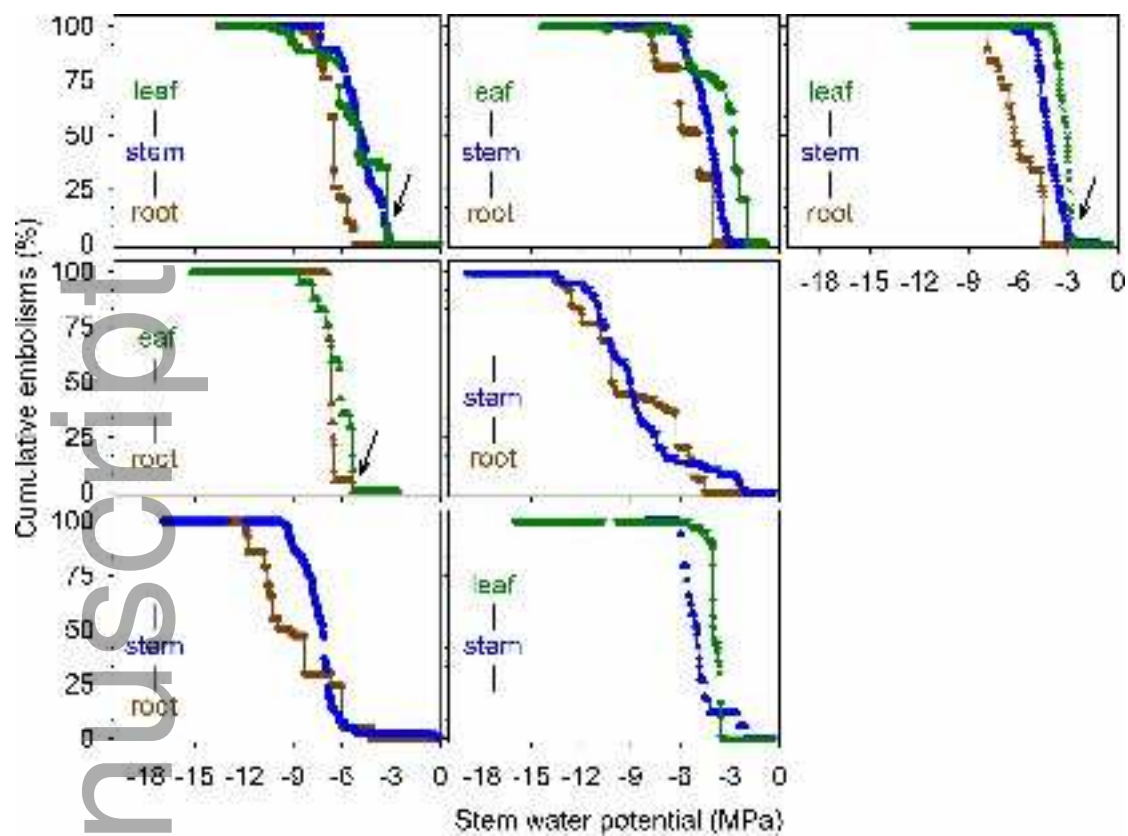 100
75
50
25
0
leaf
stem
root
leaf
stem
root
leaf
stem
root
-18 -15 -12 -9 -6 -3 0
100
75
50
25
0
eaf
root
stem
root
100
75
50
25
0
stem
root
leaf
stem
-18 -15 -12 -9 -6 -3 0
-18 -15 -12 -9 -6 -3 0
Cumulative embolisms (%)
Stem water potential (MPa)
nuscript